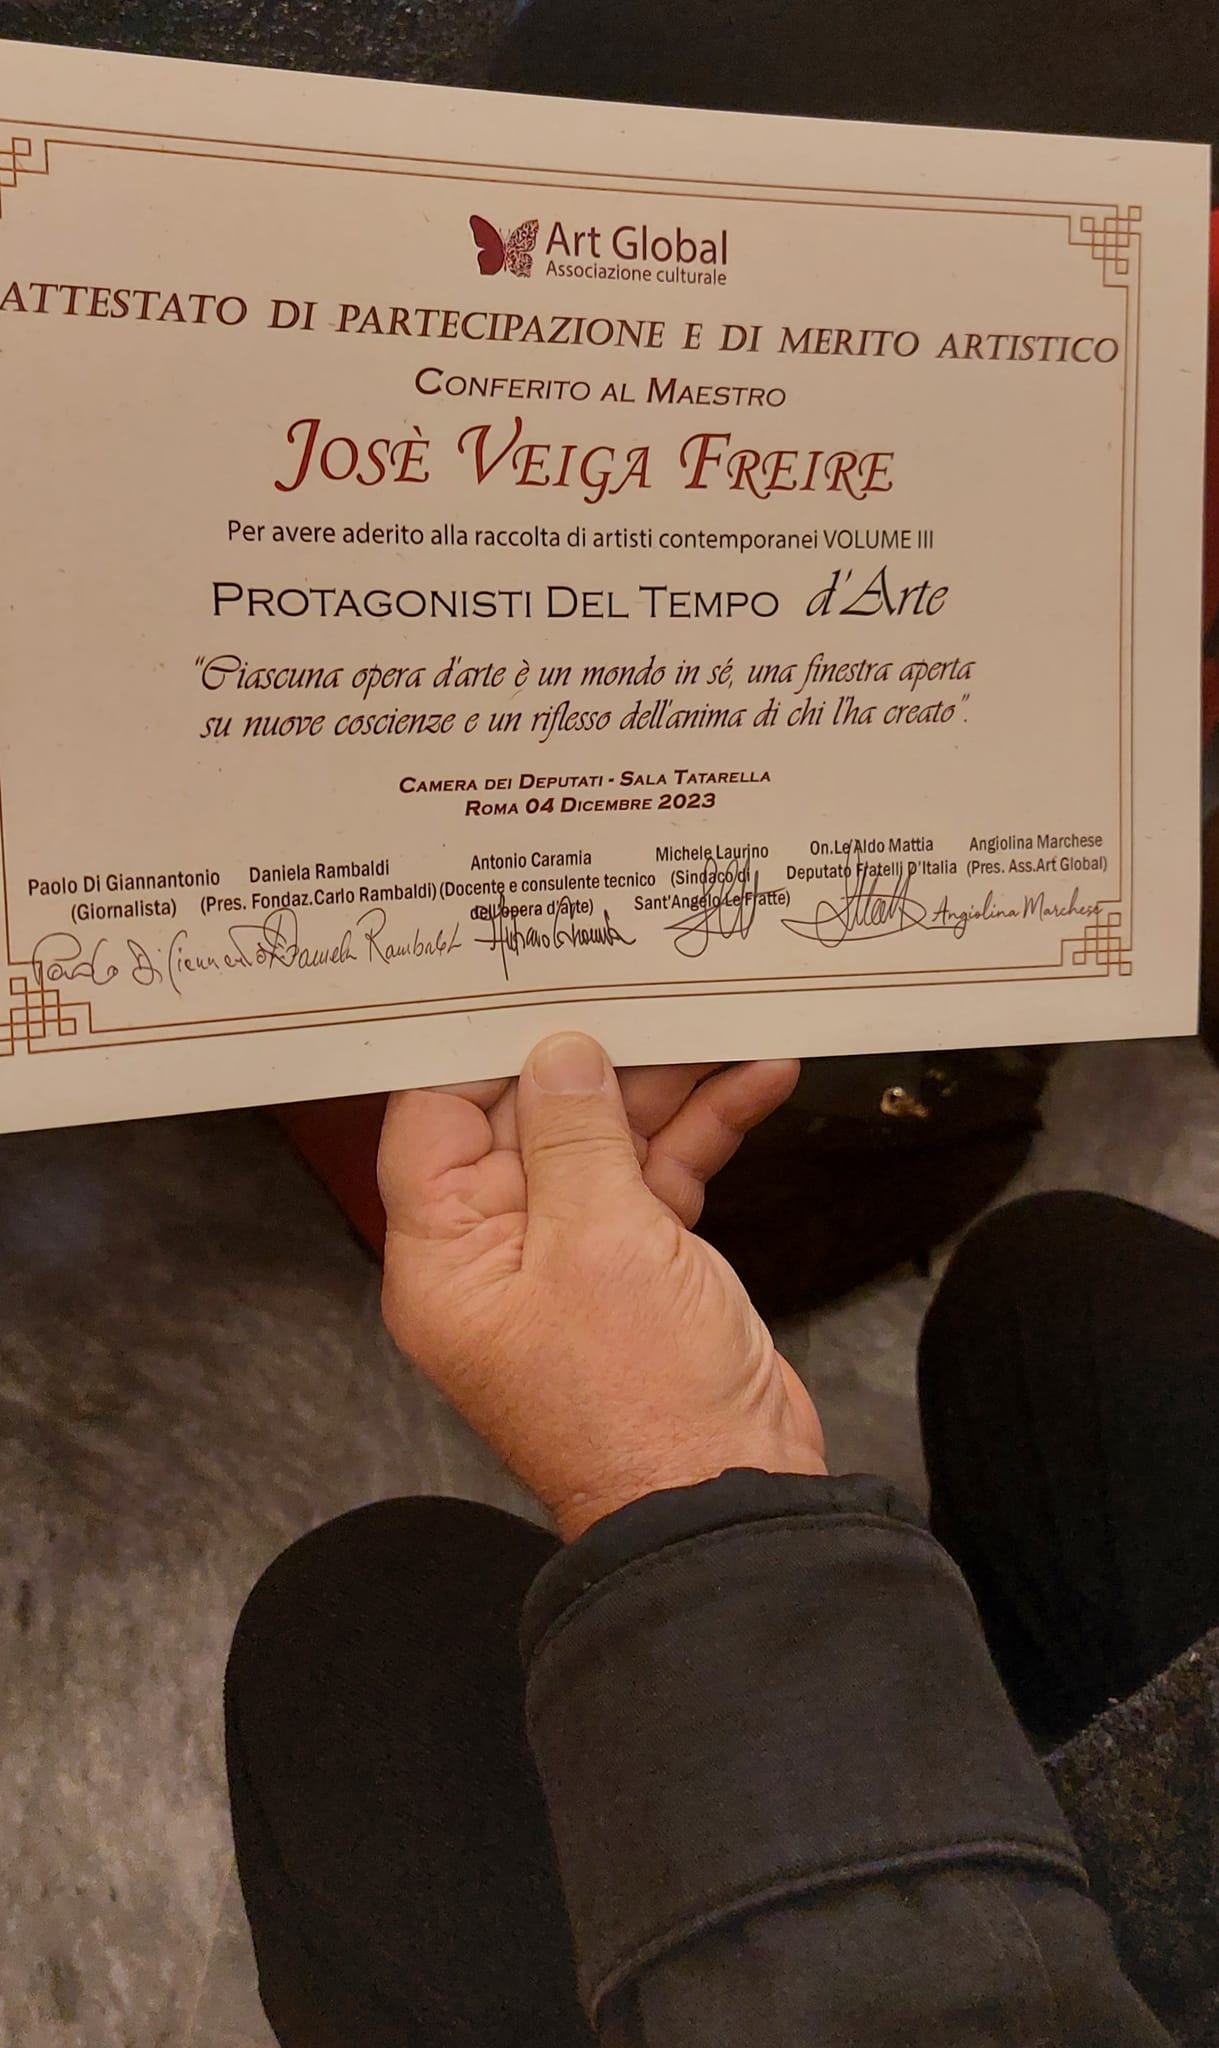 Art Global
Associazione culturale
ATTESTATO DI PARTECIPAZIONE E DI MERITO ARTISTICO
CONFERITO AL MAESTRO
JOSÈ VEIGA FREIRE
Per avere aderito alla raccolta di artisti contemporanei VOLUME III
PROTAGONISTI DEL TEMPO d'Arte
"Ciascuna opera d'arte è un mondo in sé, una finestra aperta
su nuove coscienze e un riflesso dell'anima di chi l'ha creato".
CAMERA DEI DEPUTATI - SALA TATARELLA
ROMA 04 DICEMBRE 2023
Paolo Di Giannantonio
(Giornalista)
Daniela Rambaldi
(Pres. Fondaz.Carlo Rambaldi)
Antonio Caramia
(Docente e consulente tecnico
dell'opera d'arte)
Michele Laurino
(Sindaco di
Sant'Angelo Le Fratte)
On.Le Aldo Mattia
Deputato Fratelli D'Italia
Angiolina Marchese
(Pres. Ass.Art Global)
Daniela Rambaldi
Angiolina Marchese